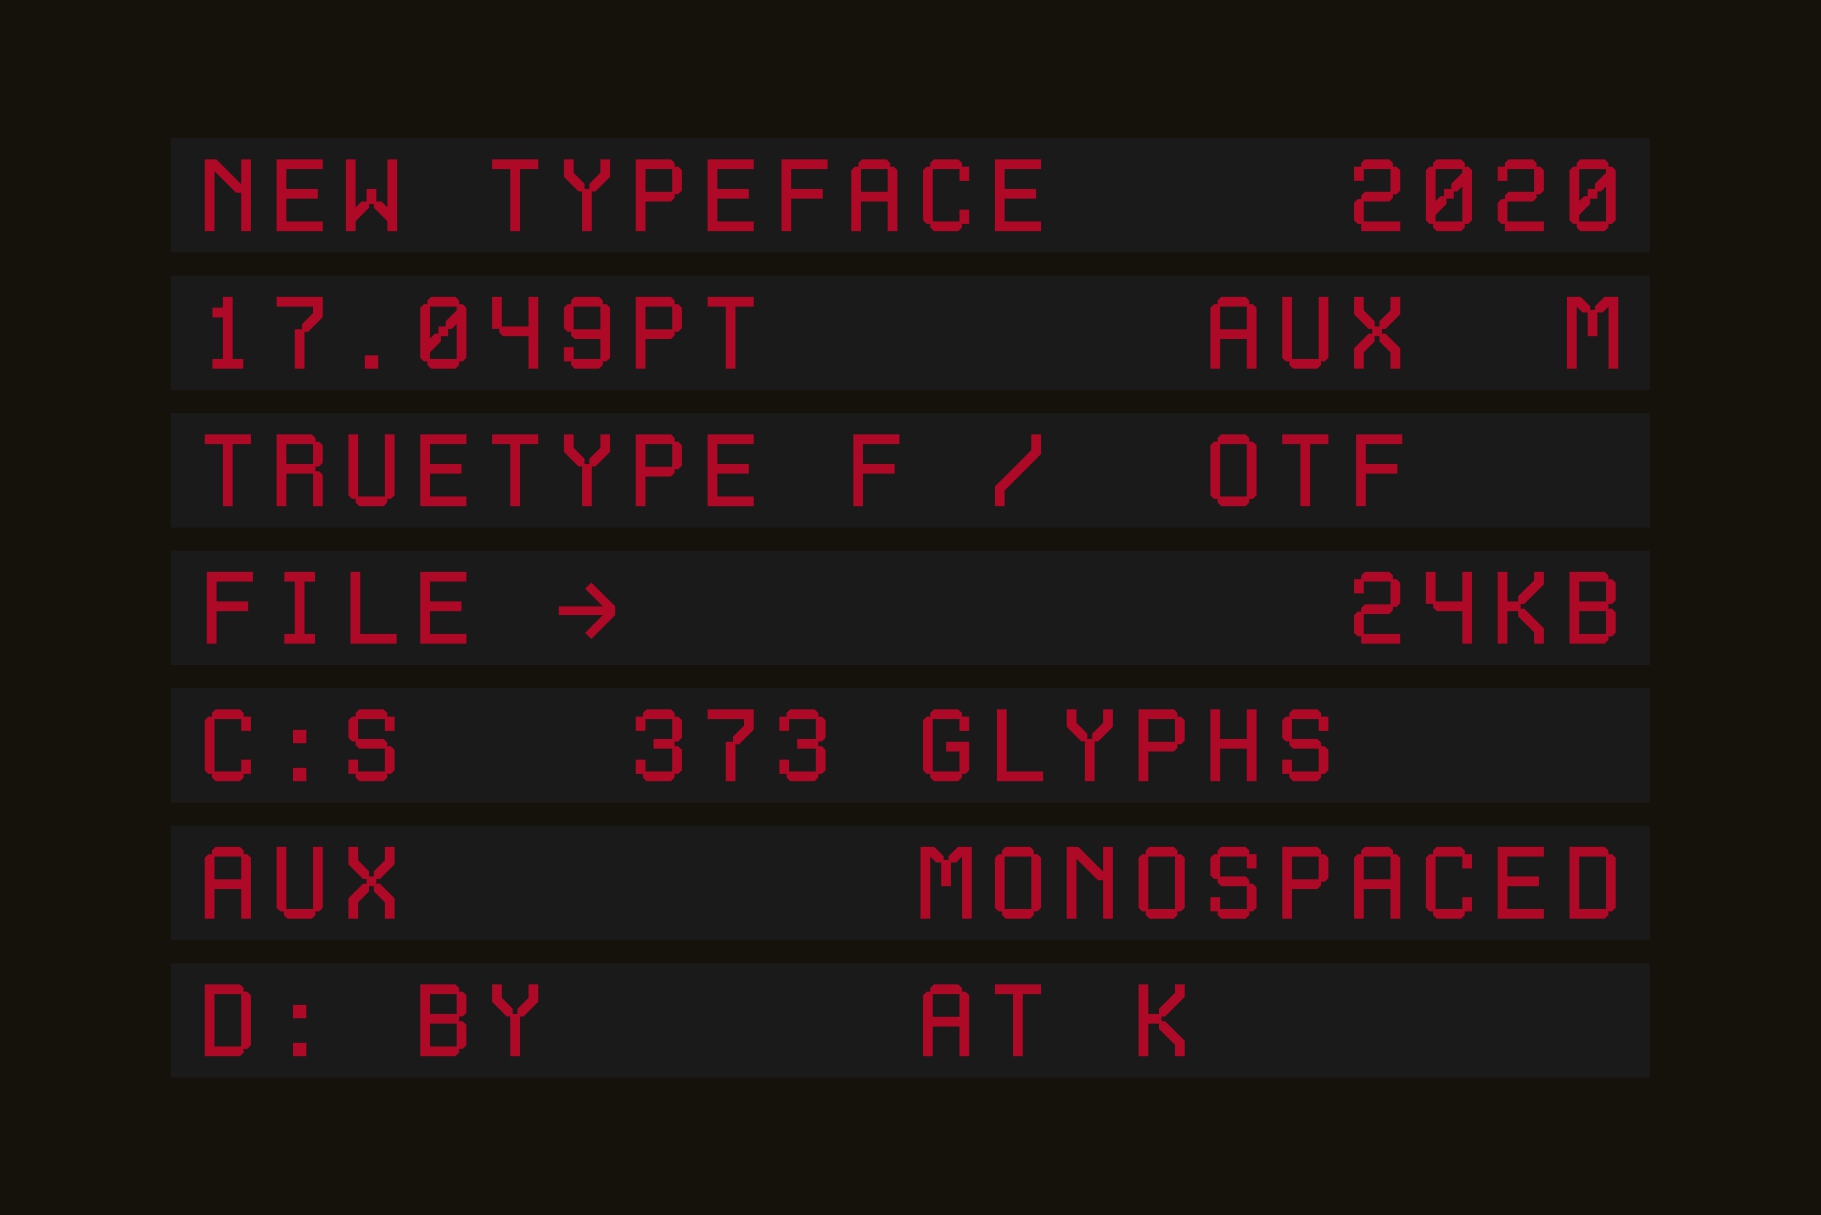 NEW TYPEFACE 2020
17.049PT AUX M
TRUETYPE F / OTF
FILE → 24KB
C:S 373 GLYPHS
AUX MONOSPACED
D: BY AT K